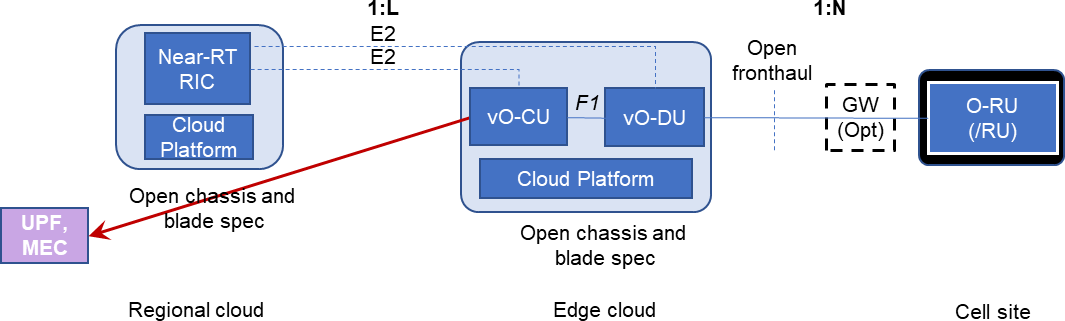 1:L
1:N
E2
E2
Near-RT
RIC
Cloud
Platform
Open chassis and
blade spec
UPF,
MEC
vO-CU
F1
vO-DU
Cloud Platform
Open chassis and
blade spec
Open
fronthaul
GW
(Opt)
O-RU
(/RU)
Regional cloud
Edge cloud
Cell site